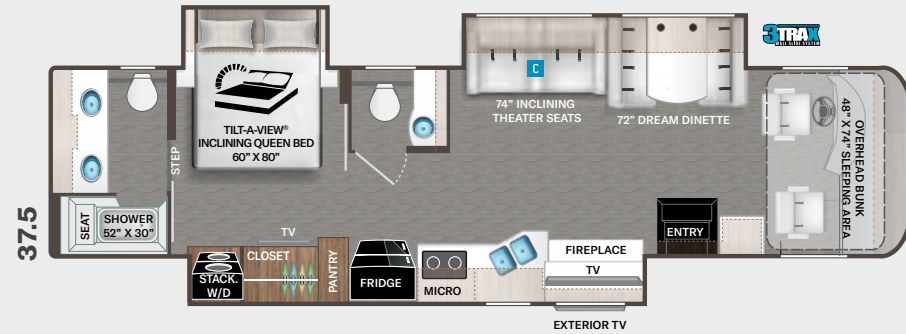 37.5
SEAT
SHOWER
52" X 30"
STEP
TILT-A-VIEW®
INCLINING QUEEN BED
60" X 80"
TV
CLOSET
STACK.
W/D
PANTRY
FRIDGE
MICRO
C
74" INCLINING
THEATER SEATS
72" DREAM DINETTE
3TRAX
FIREPLACE
TV
EXTERIOR TV
ENTRY
OVERHEAD BUNK
48" X 74" SLEEPING AREA